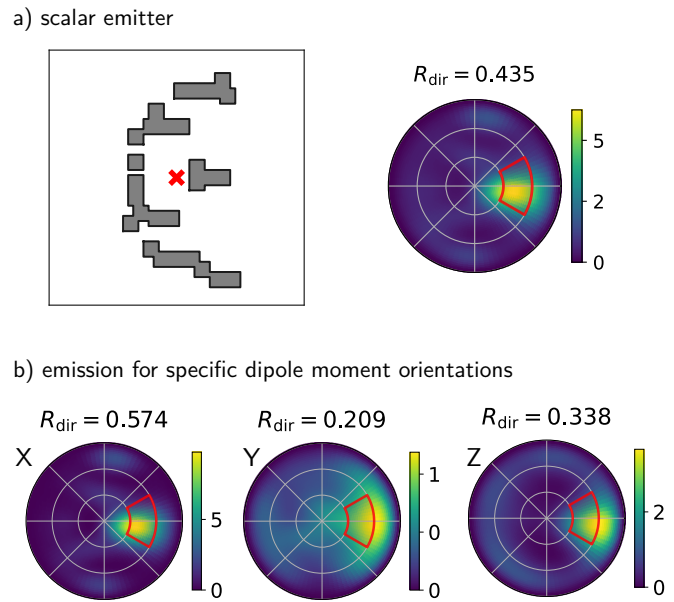 a) scalar emitter
R_dir = 0.435
5
2
0
b) emission for specific dipole moment orientations
R_dir = 0.574
R_dir = 0.209
R_dir = 0.338
X
Y
Z
5
0
1
0
0
2
0